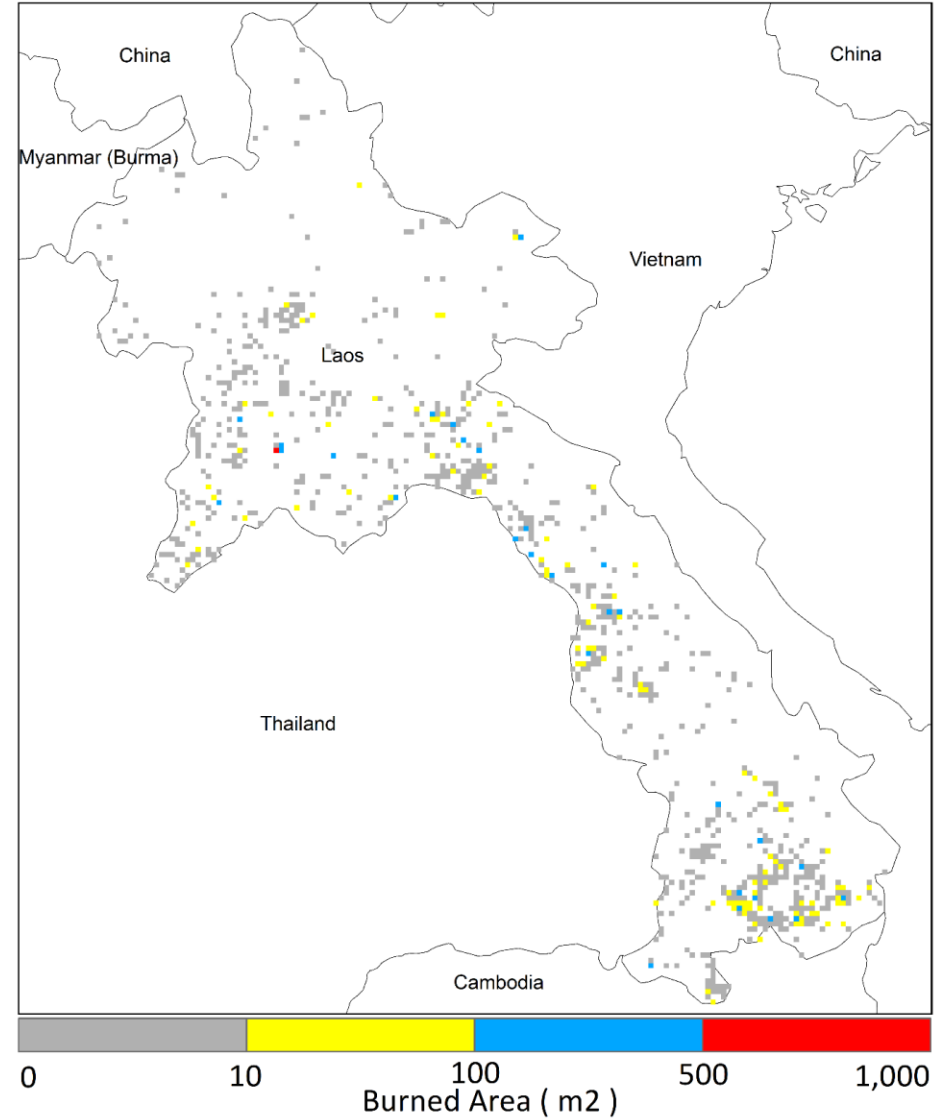 China
China
Myanmar (Burma)
Vietnam
Laos
Thailand
Cambodia
0 10 100 500 1,000
Burned Area ( m2 )